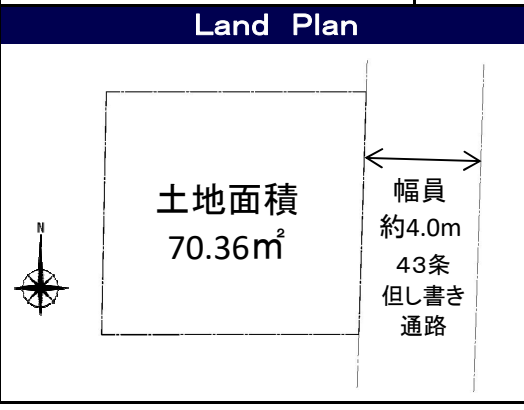 Land Plan
土地面積
70.36㎡
N
幅員
約4.0m
４３条
但し書き
通路